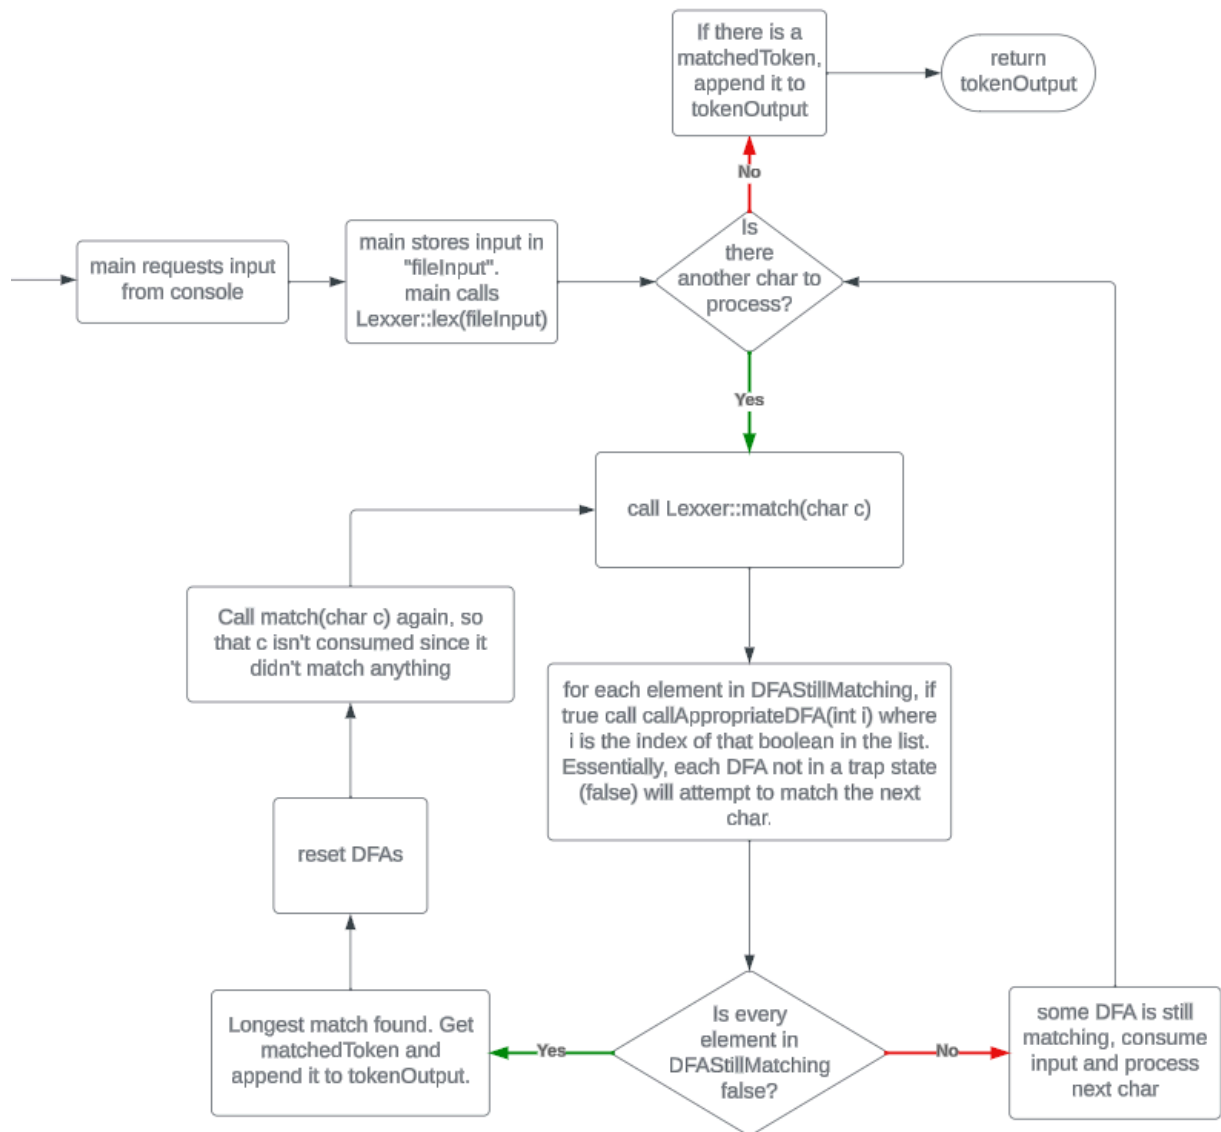 If there is a
matchedToken,
append it to
tokenOutput
return
tokenOutput
No
main requests input
from console
main stores input in
"fileInput".
main calls
Lexxer::lex(fileInput)
Is
there
another char to
process?
Yes
call Lexxer::match(char c)
Call match(char c) again, so
that c isn't consumed since it
didn't match anything
for each element in DFAStillMatching, if
true call callAppropriateDFA(int i) where
i is the index of that boolean in the list.
Essentially, each DFA not in a trap state
(false) will attempt to match the next
char.
reset DFAs
Longest match found. Get
matchedToken and
append it to tokenOutput.
Yes
Is every
element in
DFAStillMatching
false?
No
some DFA is still
matching, consume
input and process
next char